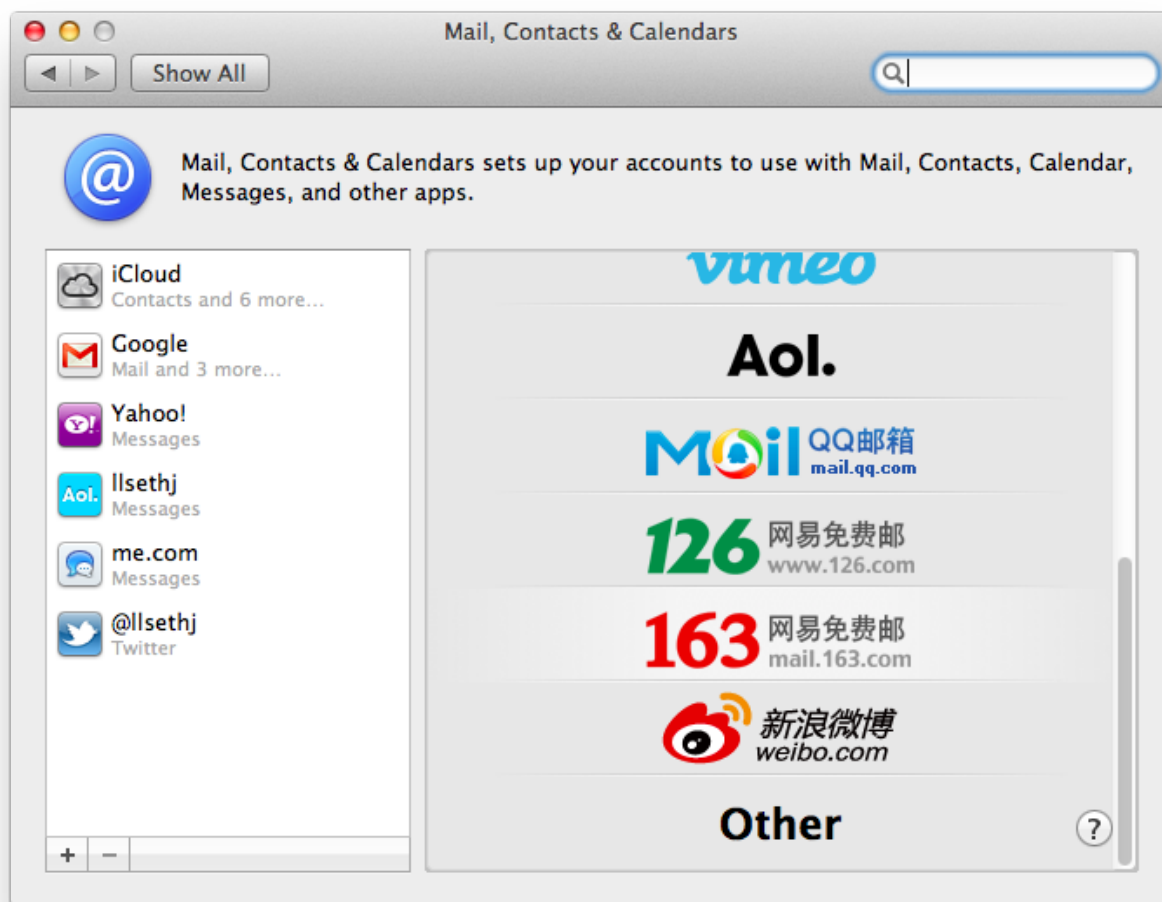 Mail, Contacts & Calendars
Show All
Mail, Contacts & Calendars sets up your accounts to use with Mail, Contacts, Calendar,
Messages, and other apps.
iCloud
Contacts and 6 more...
Google
Mail and 3 more...
Yahoo!
Messages
Aol.
llsethj
Messages
me.com
Messages
@llsethj
Twitter
+ −
vimeo
Aol.
Mail QQ邮箱
mail.qq.com
126 网易免费邮
www.126.com
163 网易免费邮
mail.163.com
新浪微博
weibo.com
Other
?